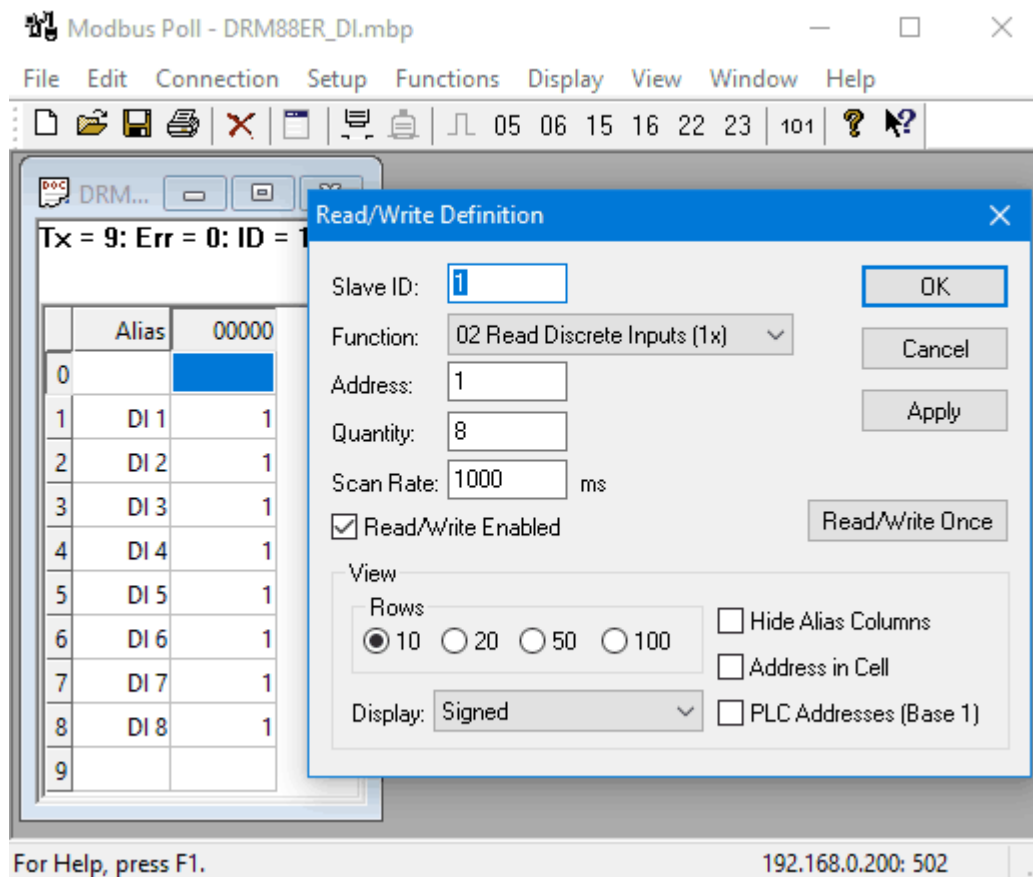 Modbus Poll - DRM88ER_DI.mbp
File Edit Connection Setup Functions Display View Window Help
05 06 15 16 22 23 101
DRM...
Tx = 9: Err = 0: ID = 1
Alias 00000
0
1 DI 1 1
2 DI 2 1
3 DI 3 1
4 DI 4 1
5 DI 5 1
6 DI 6 1
7 DI 7 1
8 DI 8 1
9
Read/Write Definition
Slave ID: 1
OK
Function: 02 Read Discrete Inputs (1x)
Cancel
Address: 1
Apply
Quantity: 8
Scan Rate: 1000 ms
Read/Write Enabled
Read/Write Once
View
Rows
10 20 50 100
Hide Alias Columns
Address in Cell
Display: Signed
PLC Addresses (Base 1)
For Help, press F1.
192.168.0.200: 502